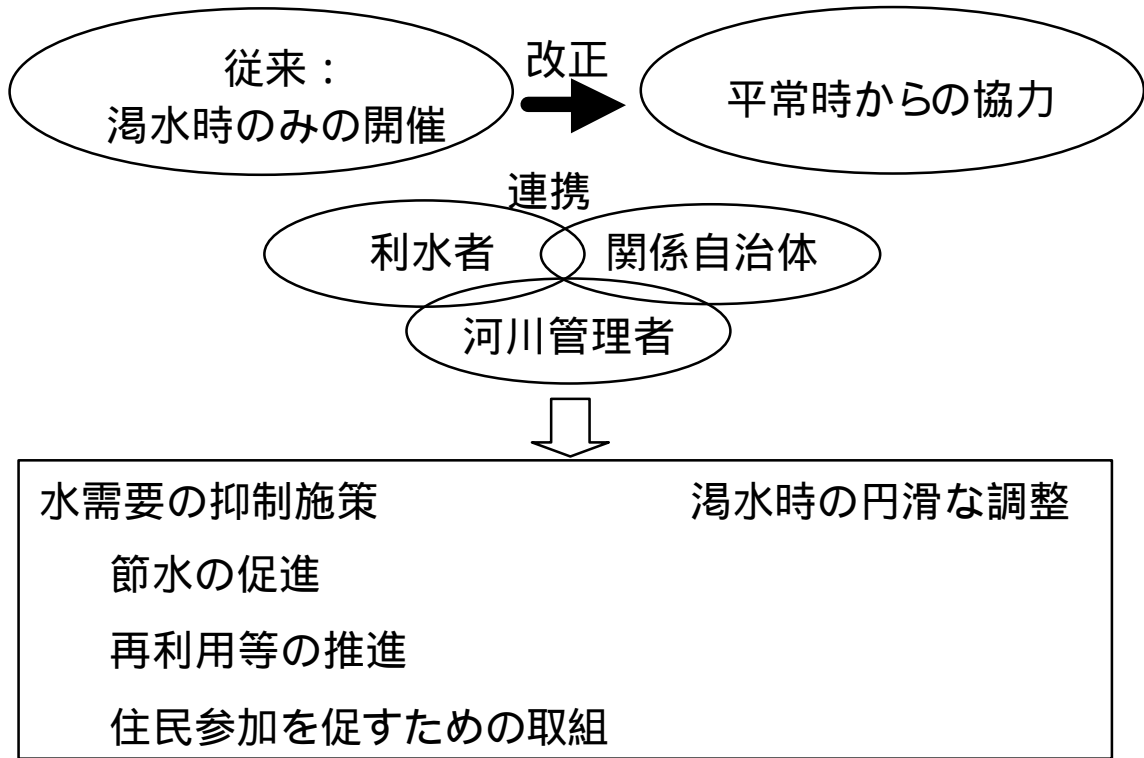 従来：
渇水時のみの開催
改正
平常時からの協力
連携
利水者
関係自治体
河川管理者
水需要の抑制施策
渇水時の円滑な調整
節水の促進
再利用等の推進
住民参加を促すための取組